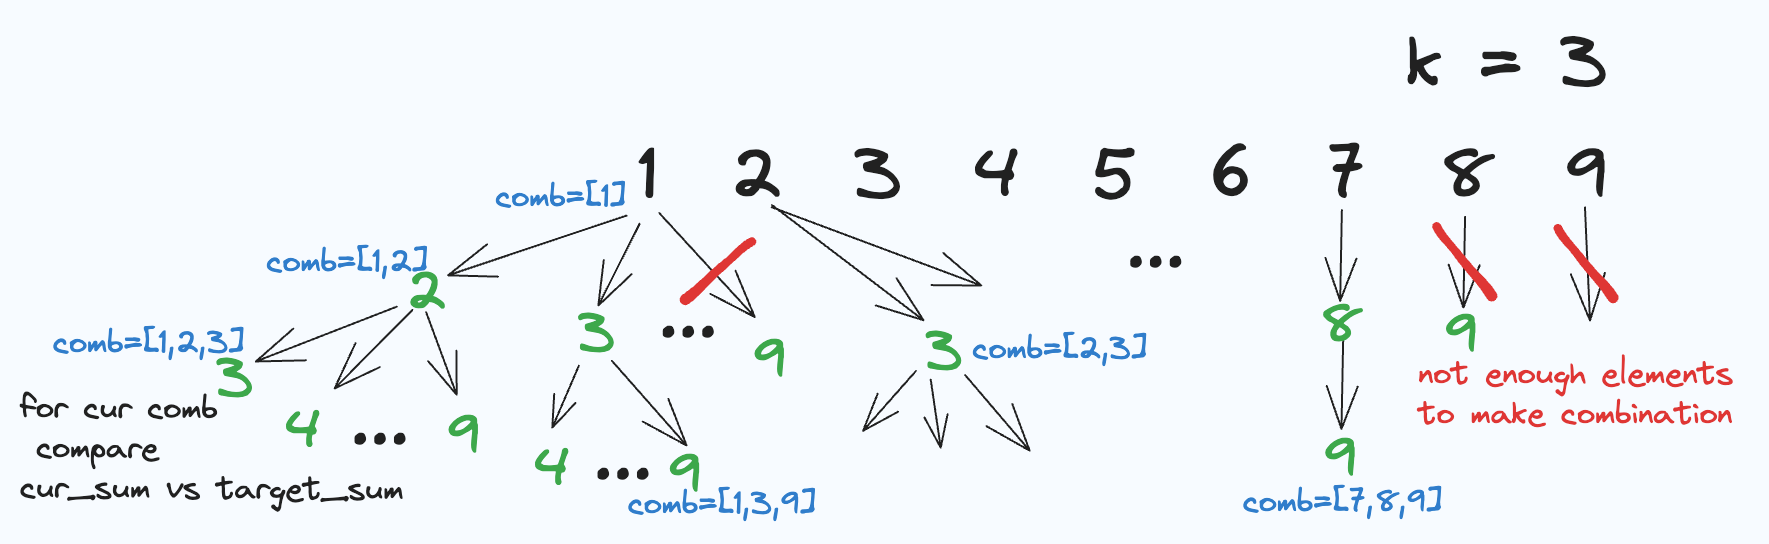 k = 3
1 2 3 4 5 6 7 8 9
comb=[1]
comb=[1,2]
2
...
comb=[1,2,3]
3
3 ... 9
3 comb=[2,3]
8
9
not enough elements
to make combination
for cur comb
compare
cur_sum vs target_sum
4 ... 9
4 ... 9
comb=[1,3,9]
9
comb=[7,8,9]